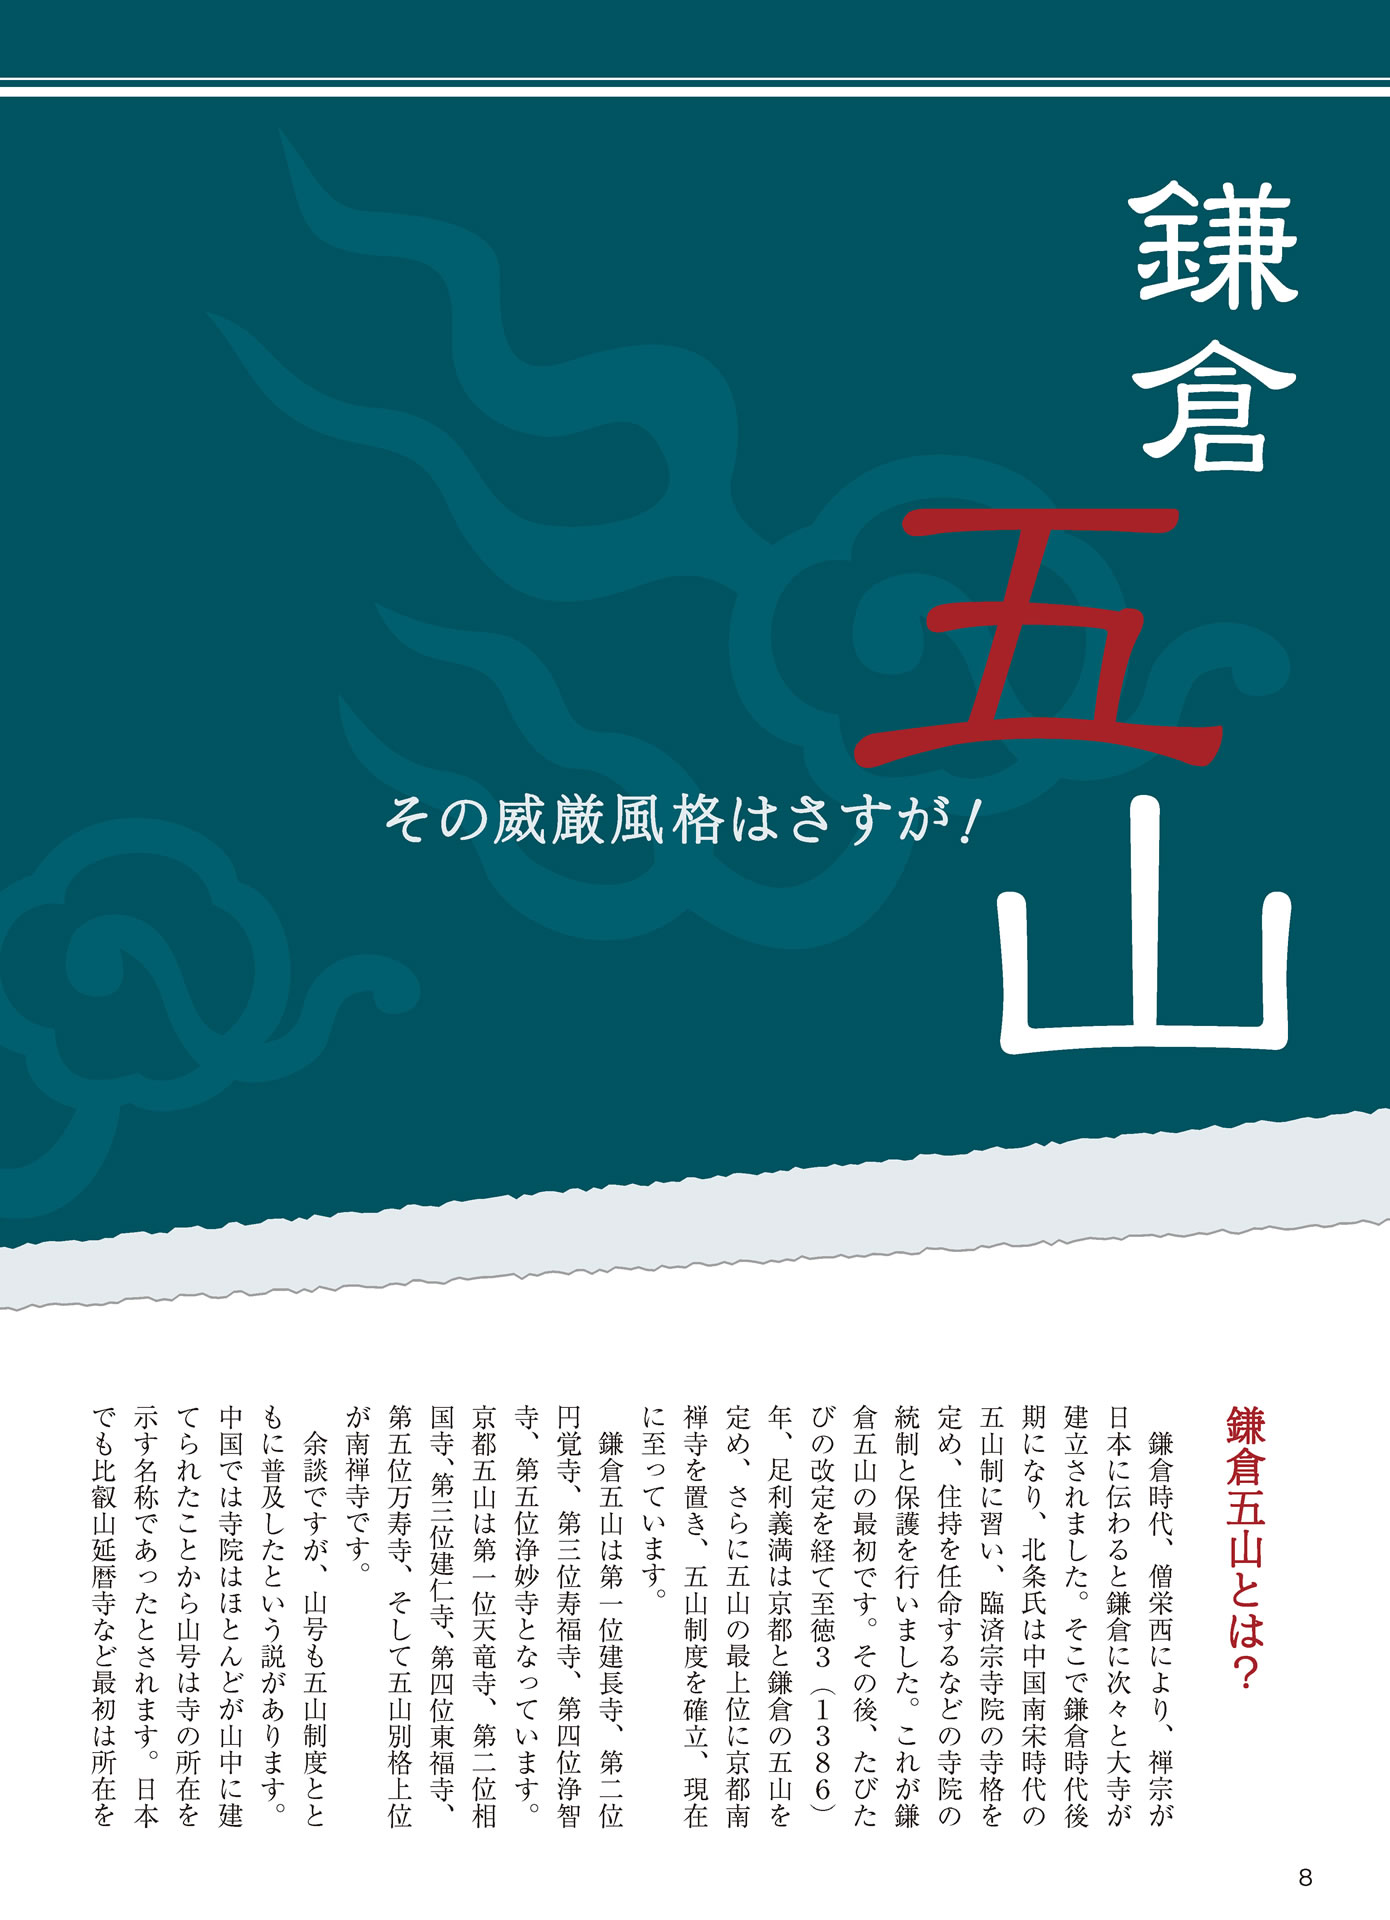 鎌倉五山
その威厳風格はさすが！
鎌倉五山とは？
　鎌倉時代、僧栄西により、禅宗が
日本に伝わると鎌倉に次々と大寺が
建立されました。そこで鎌倉時代後
期になり、北条氏は中国南宋時代の
五山制に習い、臨済宗寺院の寺格を
定め、住持を任命するなどの寺院の
統制と保護を行いました。これが鎌
倉五山の最初です。その後、たびた
びの改定を経て至徳３（１３８６）
年、足利義満は京都と鎌倉の五山を
定め、さらに五山の最上位に京都南
禅寺を置き、五山制度を確立、現在
に至っています。
　鎌倉五山は第一位建長寺、第二位
円覚寺、第三位寿福寺、第四位浄智
寺、第五位浄妙寺となっています。
京都五山は第一位天竜寺、第二位相
国寺、第三位建仁寺、第四位東福寺、
第五位万寿寺、そして五山別格上位
が南禅寺です。
　余談ですが、山号も五山制度とと
もに普及したという説があります。
中国では寺院はほとんどが山中に建
てられたことから山号は寺の所在を
示す名称であったとされます。日本
でも比叡山延暦寺など最初は所在を
8